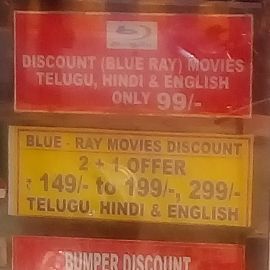 DISCOUNT (BLUE RAY) MOVIES
TELUGU, HINDI & ENGLISH
ONLY 99/-
BLUE - RAY MOVIES DISCOUNT
2 + 1 OFFER
₹ 149/- to 199/-, 299/-
TELUGU, HINDI & ENGLISH
BUMPER DISCOUNT